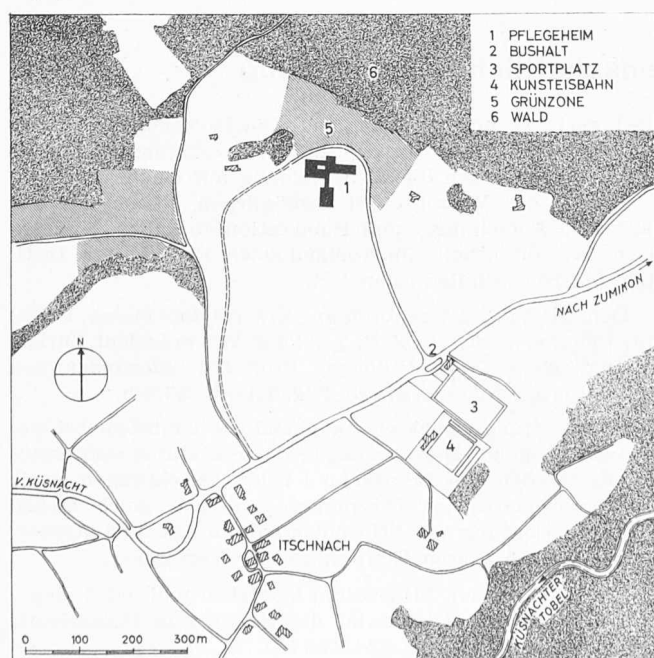 1 PFLEGEHEIM
2 BUSHALT
3 SPORTPLATZ
4 KUNSTEISBAHN
5 GRÜNZONE
6 WALD
6
5
1
NACH ZUMIKON
2
N
3
4
V. KÜSNACHT
ITSCHNACH
KÜSNACHTER
TOBEL
0 100 200 300 m